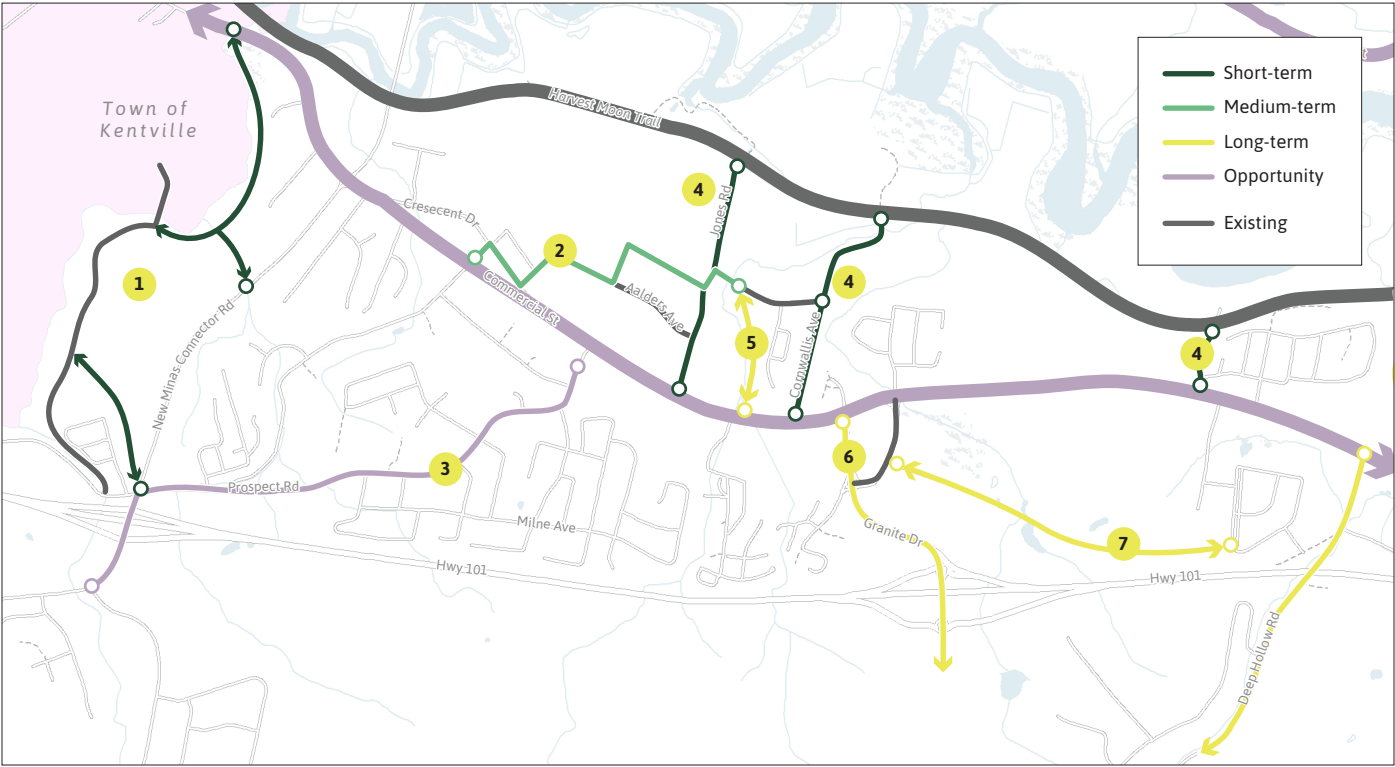 Town of
Kentville
Harvest Moon Trail
Short-term
Medium-term
Long-term
Opportunity
Existing
4
Jones Rd
Cresecent Dr
2
4
1
Commercial St
Aalders Ave
New Minas Connector Rd
5
Cornwallis Ave
4
6
3
Prospect Rd
Milne Ave
Granite Dr
7
Hwy 101
Hwy 101
Deep Hollow Rd